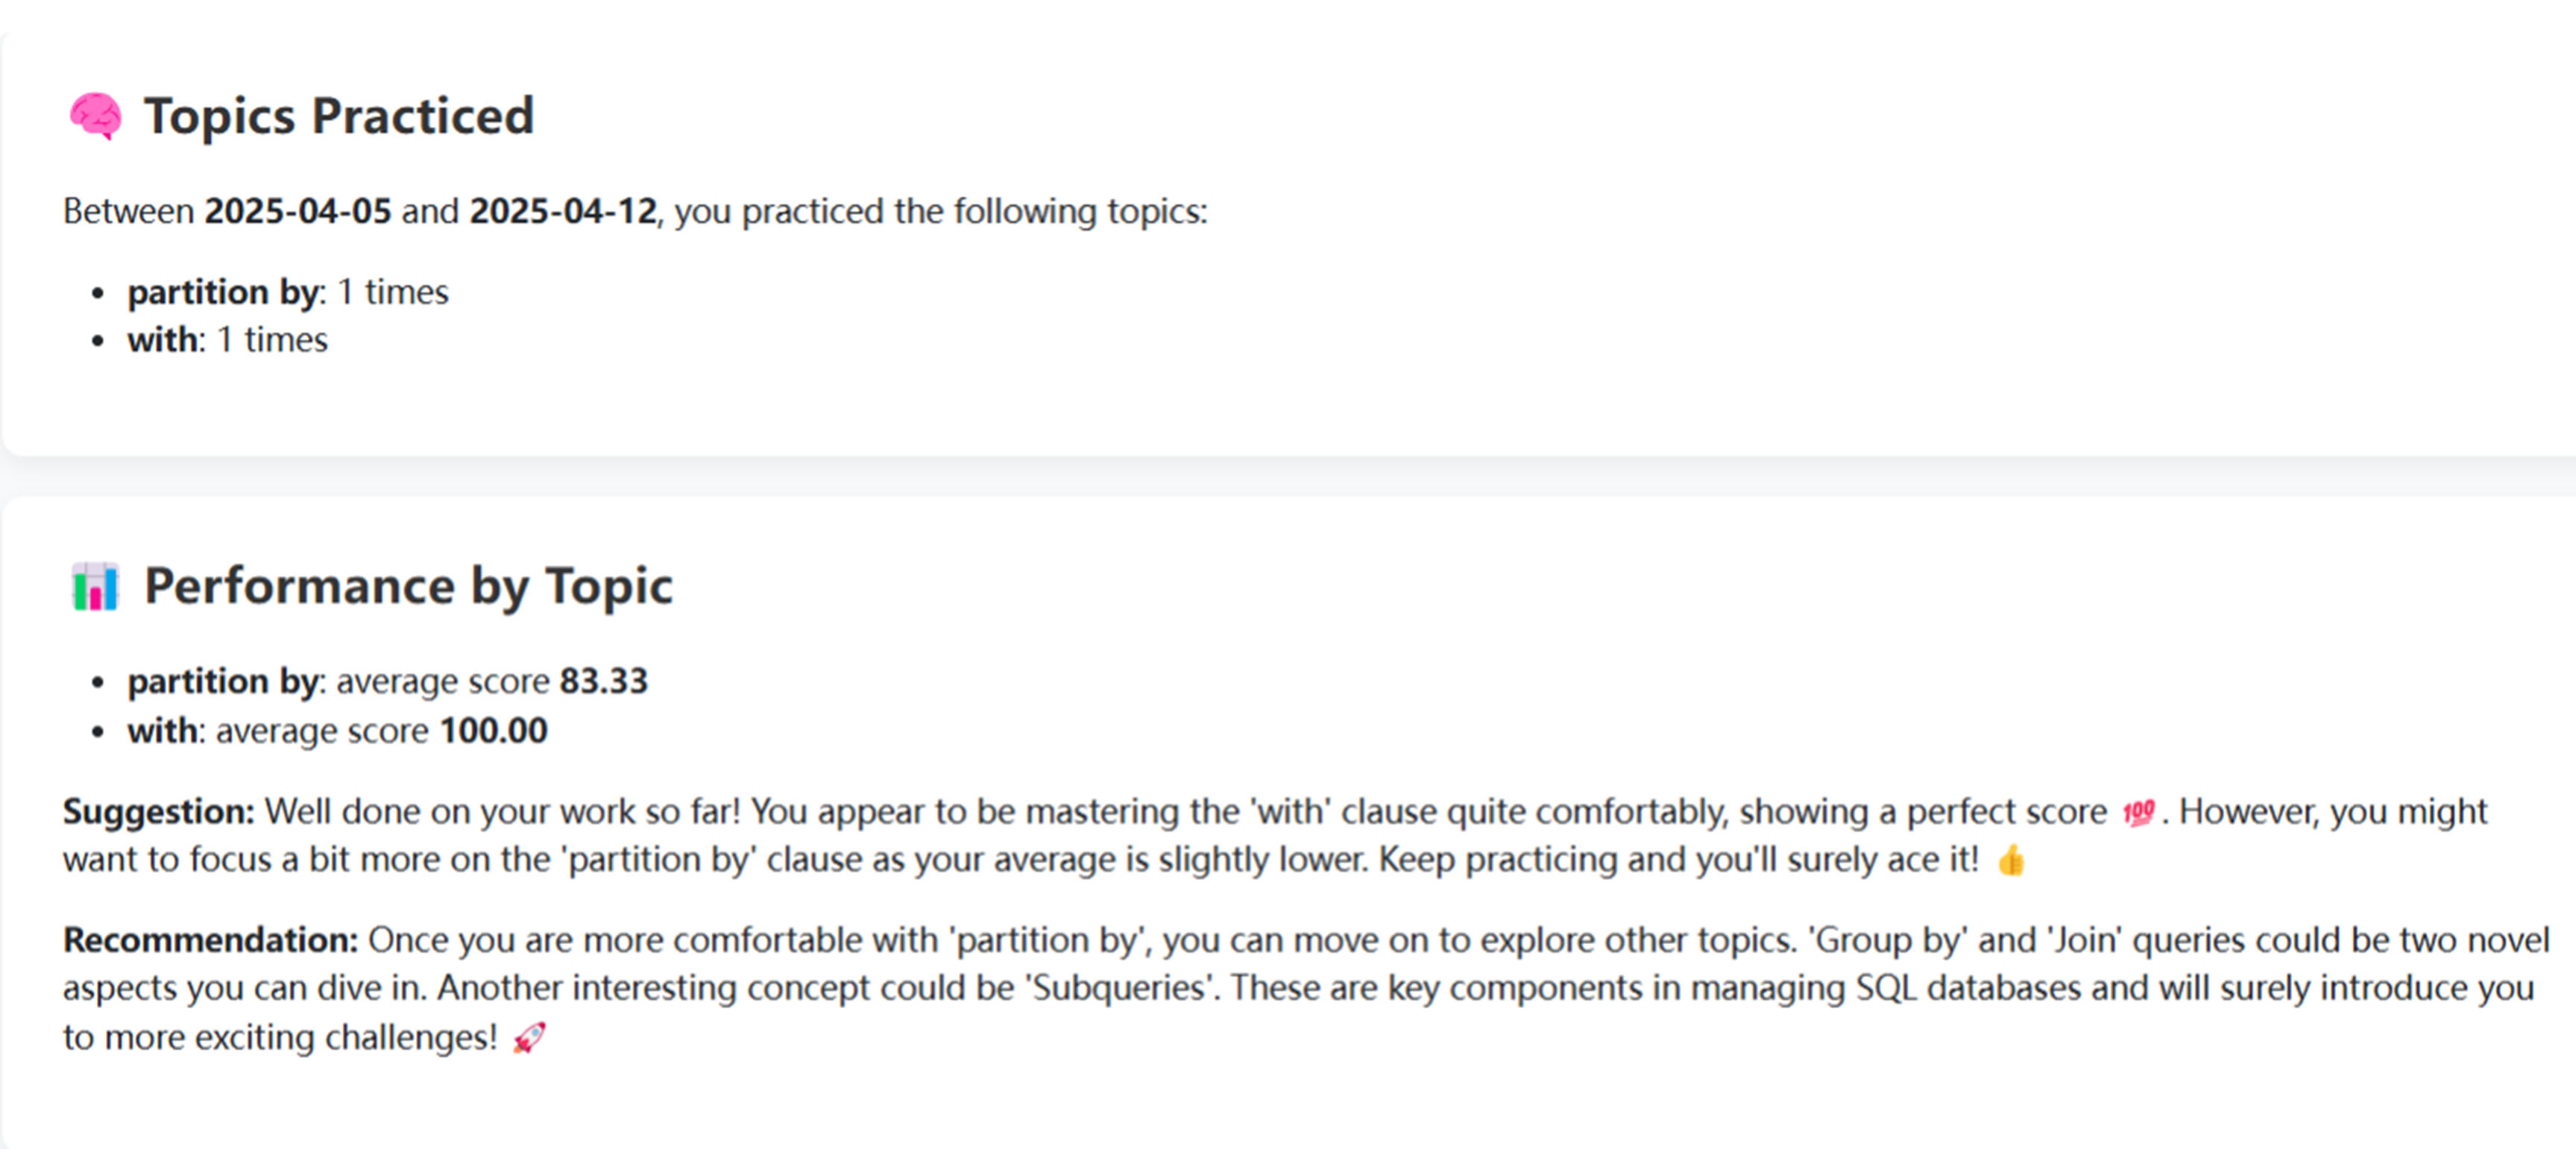 🧠 Topics Practiced
Between 2025-04-05 and 2025-04-12, you practiced the following topics:
• partition by: 1 times
• with: 1 times
📊 Performance by Topic
• partition by: average score 83.33
• with: average score 100.00
Suggestion: Well done on your work so far! You appear to be mastering the 'with' clause quite comfortably, showing a perfect score 💯. However, you might
want to focus a bit more on the 'partition by' clause as your average is slightly lower. Keep practicing and you'll surely ace it! 👍
Recommendation: Once you are more comfortable with 'partition by', you can move on to explore other topics. 'Group by' and 'Join' queries could be two novel
aspects you can dive in. Another interesting concept could be 'Subqueries'. These are key components in managing SQL databases and will surely introduce you
to more exciting challenges! 🚀